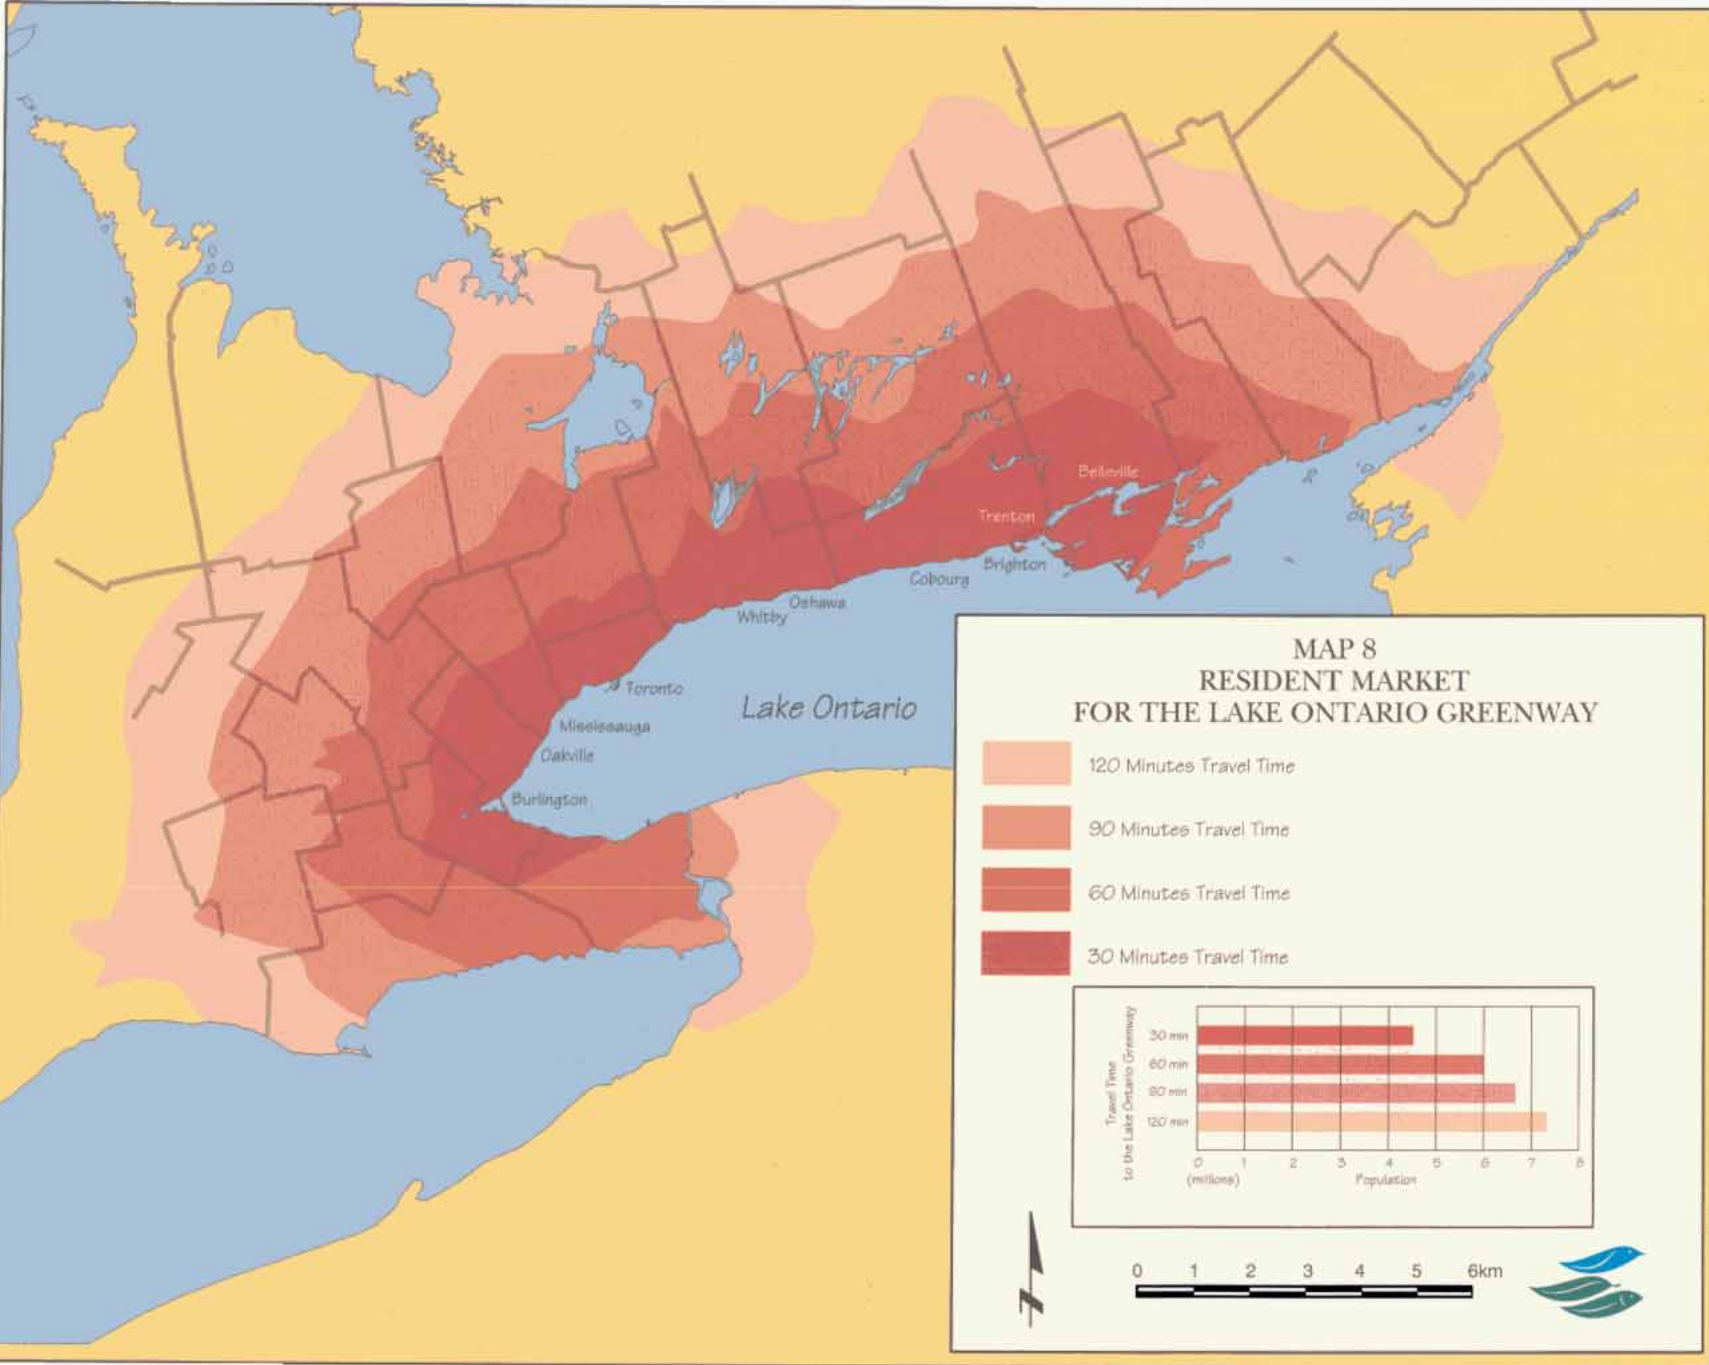 Belleville
Trenton
Brighton
Cobourg
Oshawa
Whitby
Toronto
Lake Ontario
Mississauga
Oakville
Burlington
MAP 8
RESIDENT MARKET
FOR THE LAKE ONTARIO GREENWAY
120 Minutes Travel Time
90 Minutes Travel Time
60 Minutes Travel Time
30 Minutes Travel Time
Travel Time
to the Lake Ontario Greenway
30 min
60 min
90 min
120 min
0 1 2 3 4 5 6 7 8
(millions) Population
0 1 2 3 4 5 6km